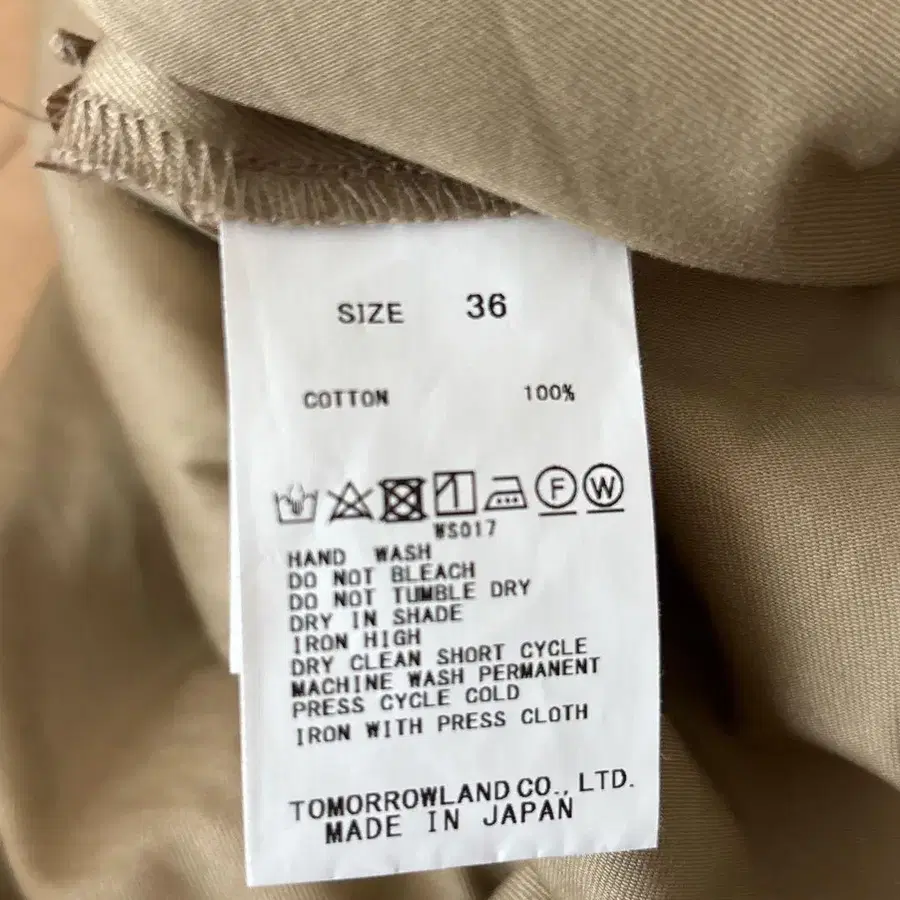 SIZE 36
COTTON 100%
F W
WS017
HAND WASH
DO NOT BLEACH
DO NOT TUMBLE DRY
DRY IN SHADE
IRON HIGH
DRY CLEAN SHORT CYCLE
MACHINE WASH PERMANENT
PRESS CYCLE COLD
IRON WITH PRESS CLOTH
TOMORROWLAND CO., LTD.
MADE IN JAPAN